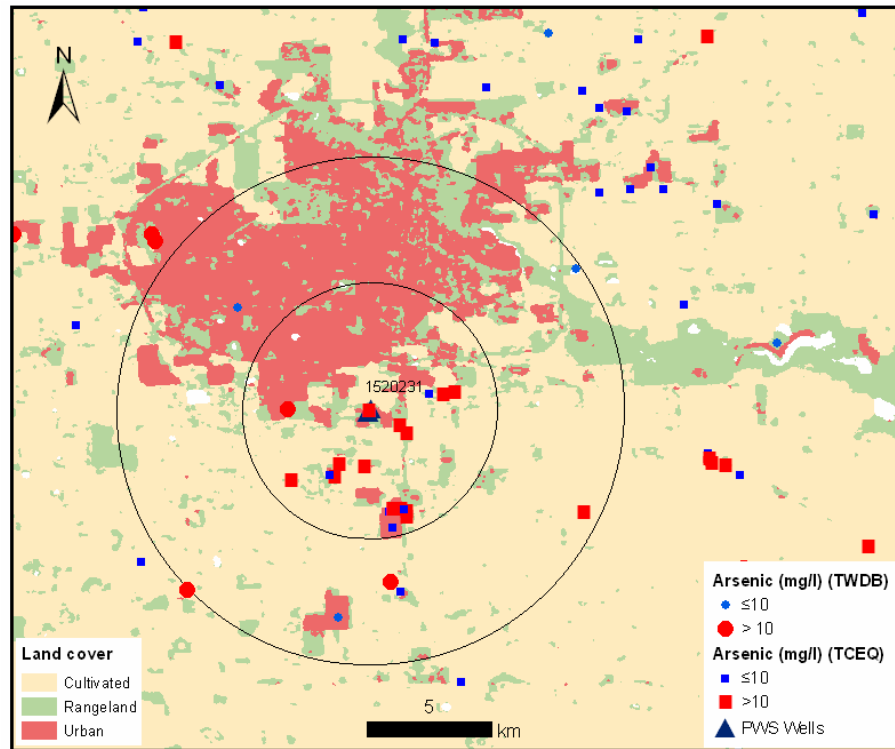 N
1520231
Arsenic (mg/l) (TWDB)
≤10
> 10
Arsenic (mg/l) (TCEQ)
≤10
>10
PWS Wells
Land cover
Cultivated
Rangeland
Urban
5
km